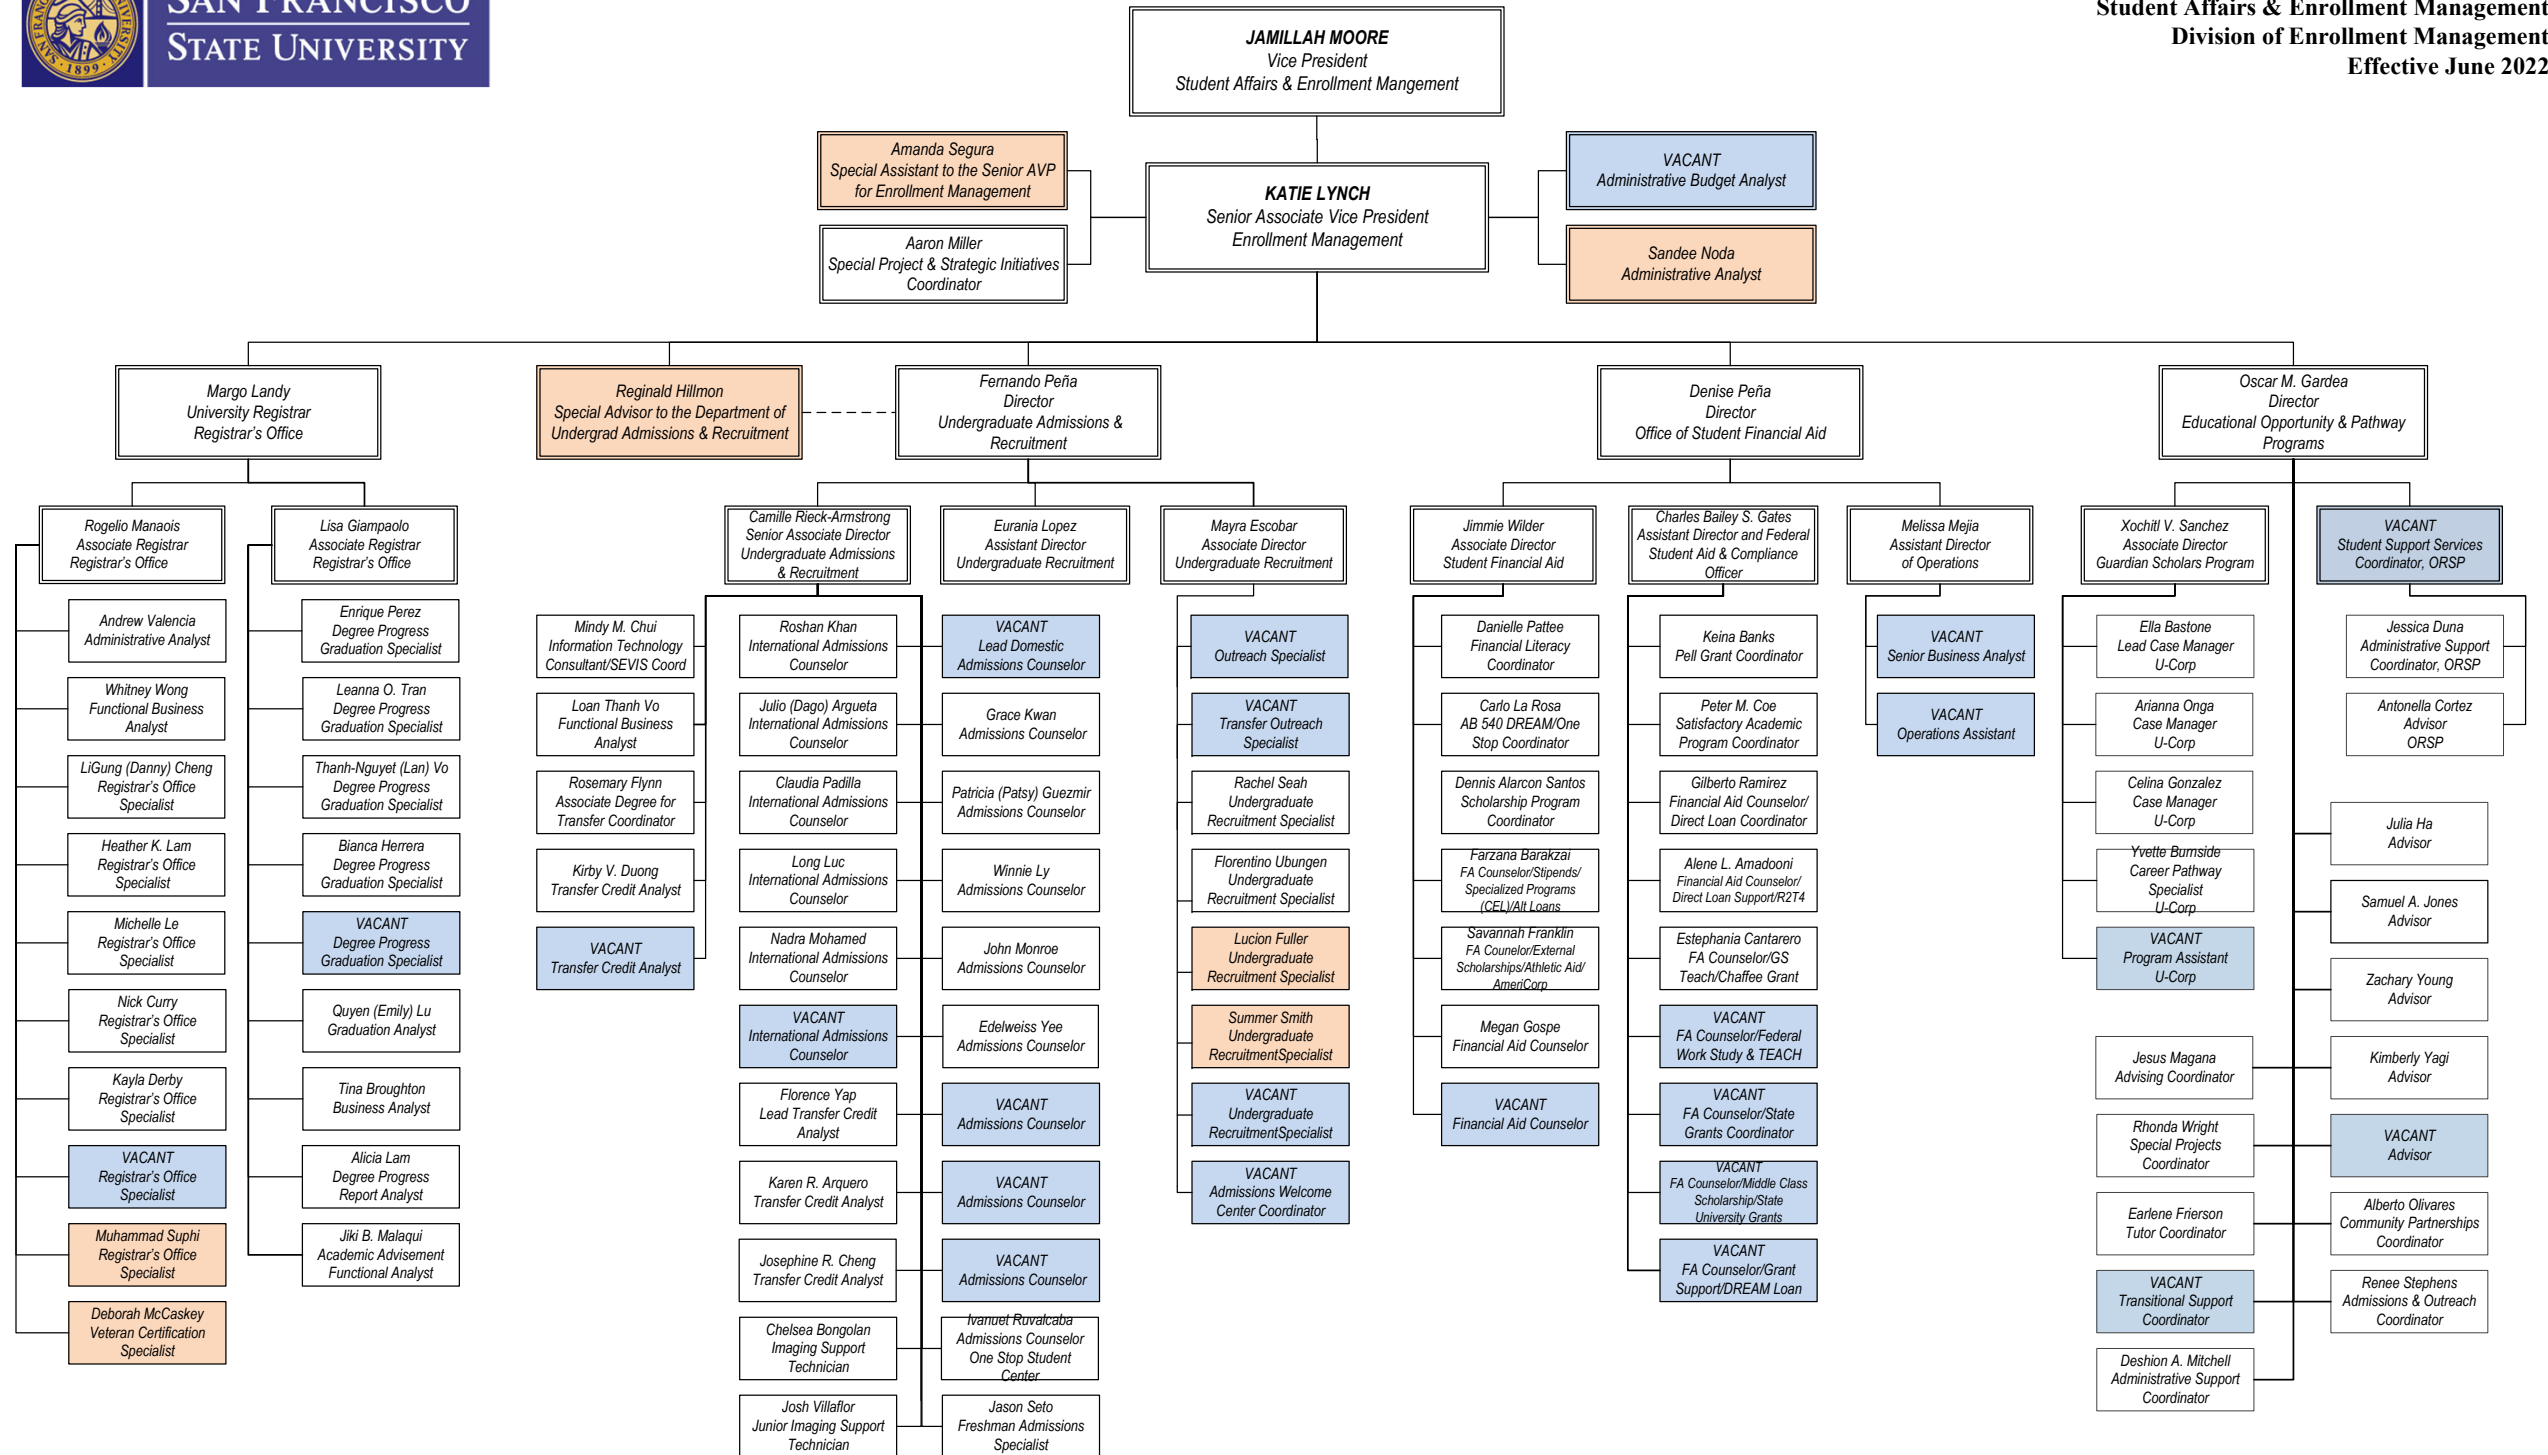 SAN FRANCISCO
STATE UNIVERSITY
SAN FRANCISCO
UNIVERSITY
1899
Student Affairs & Enrollment Management
Division of Enrollment Management
Effective June 2022
JAMILLAH MOORE
Vice President
Student Affairs & Enrollment Mangement
Amanda Segura
Special Assistant to the Senior AVP
for Enrollment Management
Aaron Miller
Special Project & Strategic Initiatives
Coordinator
KATIE LYNCH
Senior Associate Vice President
Enrollment Management
VACANT
Administrative Budget Analyst
Sandee Noda
Administrative Analyst
Margo Landy
University Registrar
Registrar's Office
Reginald Hillmon
Special Advisor to the Department of
Undergrad Admissions & Recruitment
Fernando Peña
Director
Undergraduate Admissions &
Recruitment
Denise Peña
Director
Office of Student Financial Aid
Oscar M. Gardea
Director
Educational Opportunity & Pathway
Programs
Rogelio Manaois
Associate Registrar
Registrar's Office
Andrew Valencia
Administrative Analyst
Whitney Wong
Functional Business
Analyst
LiGung (Danny) Cheng
Registrar's Office
Specialist
Heather K. Lam
Registrar's Office
Specialist
Michelle Le
Registrar's Office
Specialist
Nick Curry
Registrar's Office
Specialist
Kayla Derby
Registrar's Office
Specialist
VACANT
Registrar's Office
Specialist
Muhammad Suphi
Registrar's Office
Specialist
Deborah McCaskey
Veteran Certification
Specialist
Lisa Giampaolo
Associate Registrar
Registrar's Office
Enrique Perez
Degree Progress
Graduation Specialist
Leanna O. Tran
Degree Progress
Graduation Specialist
Thanh-Nguyet (Lan) Vo
Degree Progress
Graduation Specialist
Bianca Herrera
Degree Progress
Graduation Specialist
VACANT
Degree Progress
Graduation Specialist
Quyen (Emily) Lu
Graduation Analyst
Tina Broughton
Business Analyst
Alicia Lam
Degree Progress
Report Analyst
Jiki B. Malaqui
Academic Advisement
Functional Analyst
Camille Rieck-Armstrong
Senior Associate Director
Undergraduate Admissions
& Recruitment
Mindy M. Chui
Information Technology
Consultant/SEVIS Coord
Loan Thanh Vo
Functional Business
Analyst
Rosemary Flynn
Associate Degree for
Transfer Coordinator
Kirby V. Duong
Transfer Credit Analyst
VACANT
Transfer Credit Analyst
Roshan Khan
International Admissions
Counselor
Julio (Dago) Argueta
International Admissions
Counselor
Claudia Padilla
International Admissions
Counselor
Long Luc
International Admissions
Counselor
Nadra Mohamed
International Admissions
Counselor
VACANT
International Admissions
Counselor
Florence Yap
Lead Transfer Credit
Analyst
Karen R. Arquero
Transfer Credit Analyst
Josephine R. Cheng
Transfer Credit Analyst
Chelsea Bongolan
Imaging Support
Technician
Josh Villaflor
Junior Imaging Support
Technician
Eurania Lopez
Assistant Director
Undergraduate Recruitment
VACANT
Lead Domestic
Admissions Counselor
Grace Kwan
Admissions Counselor
Patricia (Patsy) Guezmir
Admissions Counselor
Winnie Ly
Admissions Counselor
John Monroe
Admissions Counselor
Edelweiss Yee
Admissions Counselor
VACANT
Admissions Counselor
VACANT
Admissions Counselor
VACANT
Admissions Counselor
Ivanuet Ruvalcaba
Admissions Counselor
One Stop Student
Center
Jason Seto
Freshman Admissions
Specialist
Mayra Escobar
Associate Director
Undergraduate Recruitment
VACANT
Outreach Specialist
VACANT
Transfer Outreach
Specialist
Rachel Seah
Undergraduate
Recruitment Specialist
Florentino Ubungen
Undergraduate
Recruitment Specialist
Lucion Fuller
Undergraduate
Recruitment Specialist
Summer Smith
Undergraduate
RecruitmentSpecialist
VACANT
Undergraduate
RecruitmentSpecialist
VACANT
Admissions Welcome
Center Coordinator
Jimmie Wilder
Associate Director
Student Financial Aid
Danielle Pattee
Financial Literacy
Coordinator
Carlo La Rosa
AB 540 DREAM/One
Stop Coordinator
Dennis Alarcon Santos
Scholarship Program
Coordinator
Farzana Barakzai
FA Counselor/Stipends/
Specialized Programs
(CEL)/Alt Loans
Savannah Franklin
FA Counelor/External
Scholarships/Athletic Aid/
AmeriCorp
Megan Gospe
Financial Aid Counselor
VACANT
Financial Aid Counselor
Charles Bailey S. Gates
Assistant Director and Federal
Student Aid & Compliance
Officer
Keina Banks
Pell Grant Coordinator
Peter M. Coe
Satisfactory Academic
Program Coordinator
Gilberto Ramirez
Financial Aid Counselor/
Direct Loan Coordinator
Alene L. Amadooni
Financial Aid Counselor/
Direct Loan Support/R2T4
Estephania Cantarero
FA Counselor/GS
Teach/Chaffee Grant
VACANT
FA Counselor/Federal
Work Study & TEACH
VACANT
FA Counselor/State
Grants Coordinator
VACANT
FA Counselor/Middle Class
Scholarship/State
University Grants
VACANT
FA Counselor/Grant
Support/DREAM Loan
Melissa Mejia
Assistant Director
of Operations
VACANT
Senior Business Analyst
VACANT
Operations Assistant
Xochitl V. Sanchez
Associate Director
Guardian Scholars Program
Ella Bastone
Lead Case Manager
U-Corp
Arianna Onga
Case Manager
U-Corp
Celina Gonzalez
Case Manager
U-Corp
Yvette Burnside
Career Pathway
Specialist
U-Corp
VACANT
Program Assistant
U-Corp
VACANT
Student Support Services
Coordinator, ORSP
Jessica Duna
Administrative Support
Coordinator, ORSP
Antonella Cortez
Advisor
ORSP
Julia Ha
Advisor
Samuel A. Jones
Advisor
Zachary Young
Advisor
Jesus Magana
Advising Coordinator
Kimberly Yagi
Advisor
Rhonda Wright
Special Projects
Coordinator
VACANT
Advisor
Earlene Frierson
Tutor Coordinator
Alberto Olivares
Community Partnerships
Coordinator
VACANT
Transitional Support
Coordinator
Renee Stephens
Admissions & Outreach
Coordinator
Deshion A. Mitchell
Administrative Support
Coordinator